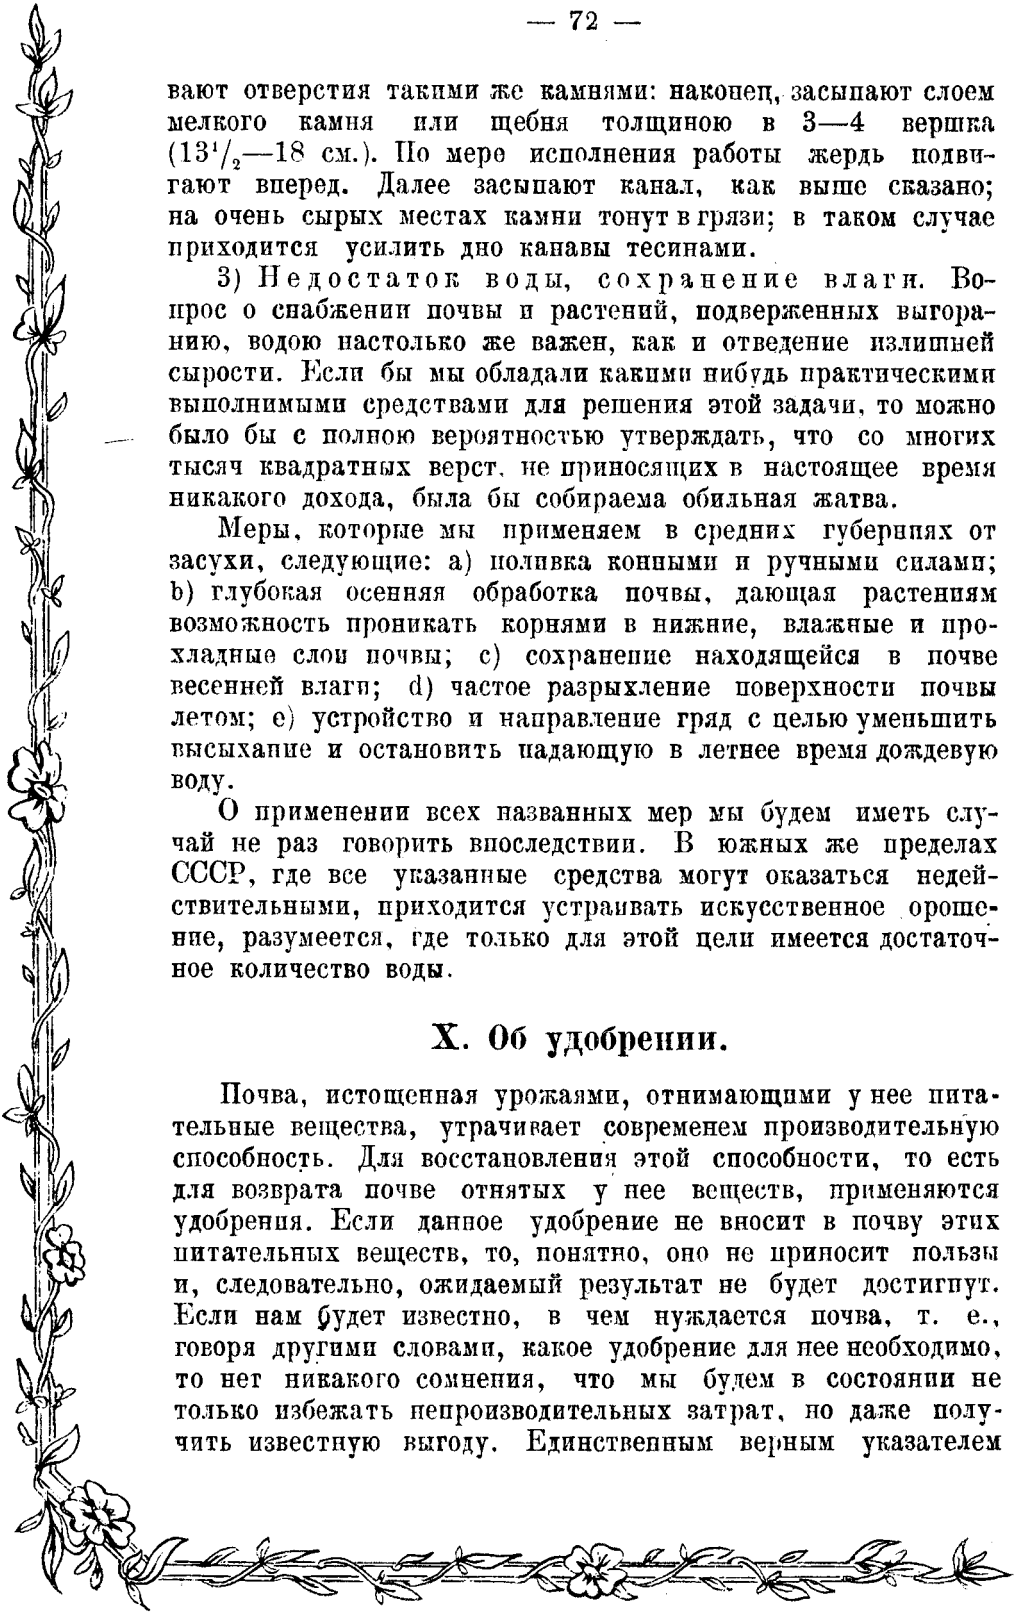 — 72 —
вают отверстия такими же камнями: наконец, засыпают слоем
мелкого камня или щебня толщиною в 3—4 вершка
(13¹/₂—18 см.). По мере исполнения работы жердь подви-
гают вперед. Далее засыпают канал, как выше сказано;
на очень сырых местах камни тонут в грязи; в таком случае
приходится усилить дно канавы тесинами.
3) Недостаток воды, сохранение влаги. Во-
прос о снабжении почвы и растений, подверженных выгора-
нию, водою настолько же важен, как и отведение излишней
сырости. Если бы мы обладали какими нибудь практическими
выполнимыми средствами для решения этой задачи, то можно
было бы с полною вероятностью утверждать, что со многих
тысяч квадратных верст, не приносящих в настоящее время
никакого дохода, была бы собираема обильная жатва.
Меры, которые мы применяем в средних губерниях от
засухи, следующие: a) поливка конными и ручными силами;
b) глубокая осенняя обработка почвы, дающая растениям
возможность проникать корнями в нижние, влажные и про-
хладные слои почвы; c) сохранение находящейся в почве
весенней влаги; d) частое разрыхление поверхности почвы
летом; e) устройство и направление гряд с целью уменьшить
высыхание и остановить падающую в летнее время дождевую
воду.
О применении всех названных мер мы будем иметь слу-
чай не раз говорить впоследствии. В южных же пределах
СССР, где все указанные средства могут оказаться недей-
ствительными, приходится устраивать искусственное ороше-
ние, разумеется, где только для этой цели имеется достаточ-
ное количество воды.
X. Об удобрении.
Почва, истощенная урожаями, отнимающими у нее пита-
тельные вещества, утрачивает современем производительную
способность. Для восстановления этой способности, то есть
для возврата почве отнятых у нее веществ, применяются
удобрения. Если данное удобрение не вносит в почву этих
питательных веществ, то, понятно, оно не приносит пользы
и, следовательно, ожидаемый результат не будет достигнут.
Если нам будет известно, в чем нуждается почва, т. е.,
говоря другими словами, какое удобрение для нее необходимо,
то нет никакого сомнения, что мы будем в состоянии не
только избежать непроизводительных затрат, но даже полу-
чить известную выгоду. Единственным верным указателем